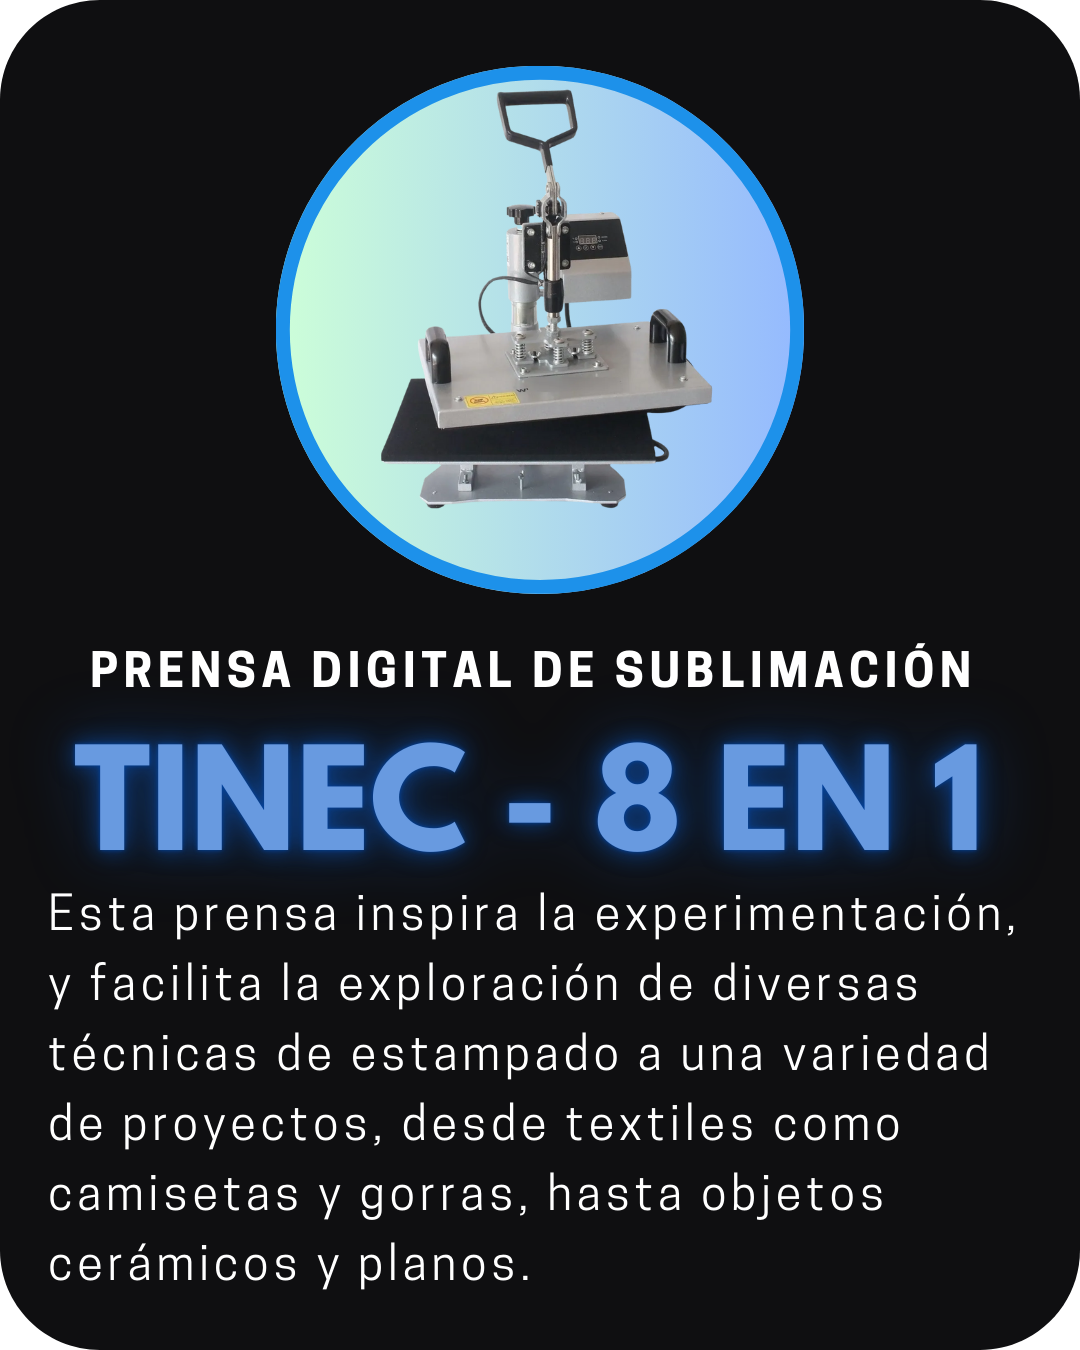 PRENSA DIGITAL DE SUBLIMACIÓN
TINEC - 8 EN 1
Esta prensa inspira la experimentación,
y facilita la exploración de diversas
técnicas de estampado a una variedad
de proyectos, desde textiles como
camisetas y gorras, hasta objetos
cerámicos y planos.